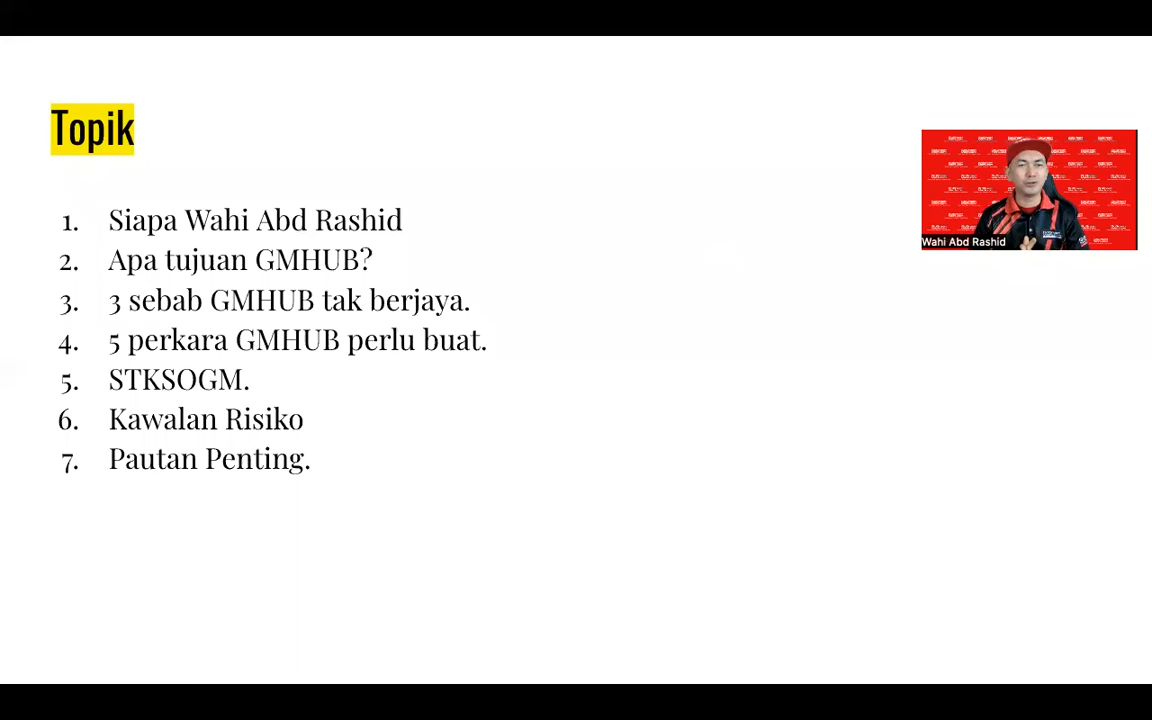 Topik
1. Siapa Wahi Abd Rashid
2. Apa tujuan GMHUB?
3. 3 sebab GMHUB tak berjaya.
4. 5 perkara GMHUB perlu buat.
5. STKSOGM.
6. Kawalan Risiko
7. Pautan Penting.
Wahi Abd Rashid